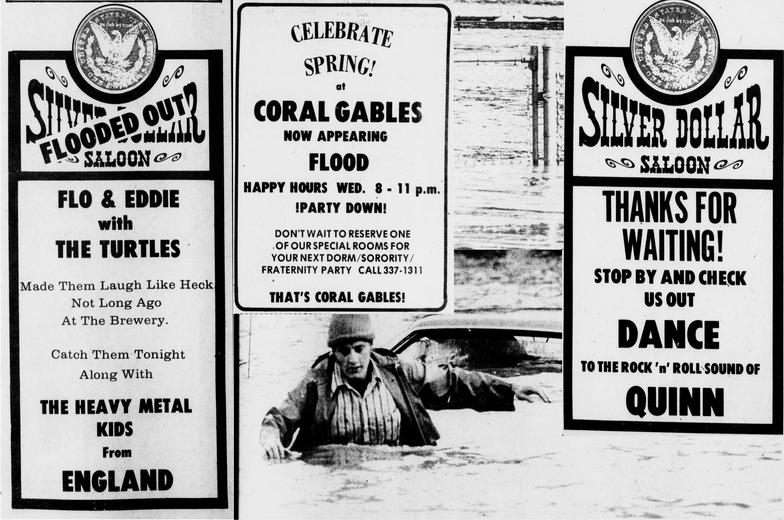 SILVER DOLLAR
FLOODED OUT!
SALOON
FLO & EDDIE
with
THE TURTLES
Made Them Laugh Like Heck
Not Long Ago
At The Brewery.
Catch Them Tonight
Along With
THE HEAVY METAL
KIDS
From
ENGLAND
CELEBRATE
SPRING!
at
CORAL GABLES
NOW APPEARING
FLOOD
HAPPY HOURS WED. 8 - 11 p.m.
!PARTY DOWN!
DON'T WAIT TO RESERVE ONE
OF OUR SPECIAL ROOMS FOR
YOUR NEXT DORM/SORORITY/
FRATERNITY PARTY CALL 337-1311
THAT'S CORAL GABLES!
SILVER DOLLAR
SALOON
THANKS FOR
WAITING!
STOP BY AND CHECK
US OUT
DANCE
TO THE ROCK 'n' ROLL SOUND OF
QUINN